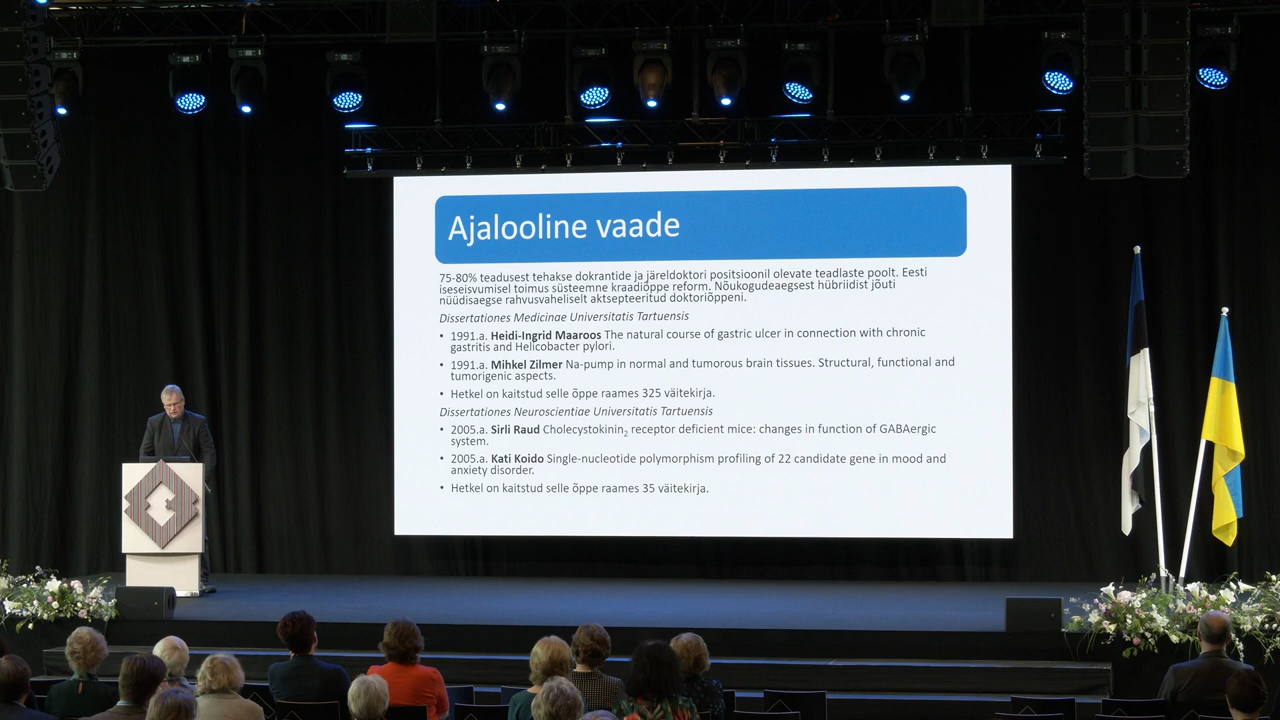 Ajalooline vaade
75-80% teadusest tehakse dokrantide ja järeldoktori positsioonil olevate teadlaste poolt. Eesti
iseseisvumisel toimus süsteemne kraadiõppe reform. Nõukogudeaegsest hübriidist jõuti
nüüdisaegse rahvusvaheliselt aktsepteeritud doktoriõppeni.
Dissertationes Medicinae Universitatis Tartuensis
• 1991.a. Heidi-Ingrid Maaroos The natural course of gastric ulcer in connection with chronic
gastritis and Helicobacter pylori.
• 1991.a. Mihkel Zilmer Na-pump in normal and tumorous brain tissues. Structural, functional and
tumorigenic aspects.
• Hetkel on kaitstud selle õppe raames 325 väitekirja.
Dissertationes Neuroscientiae Universitatis Tartuensis
• 2005.a. Sirli Raud Cholecystokinin₂ receptor deficient mice: changes in function of GABAergic
system.
• 2005.a. Kati Koido Single-nucleotide polymorphism profiling of 22 candidate gene in mood and
anxiety disorder.
• Hetkel on kaitstud selle õppe raames 35 väitekirja.